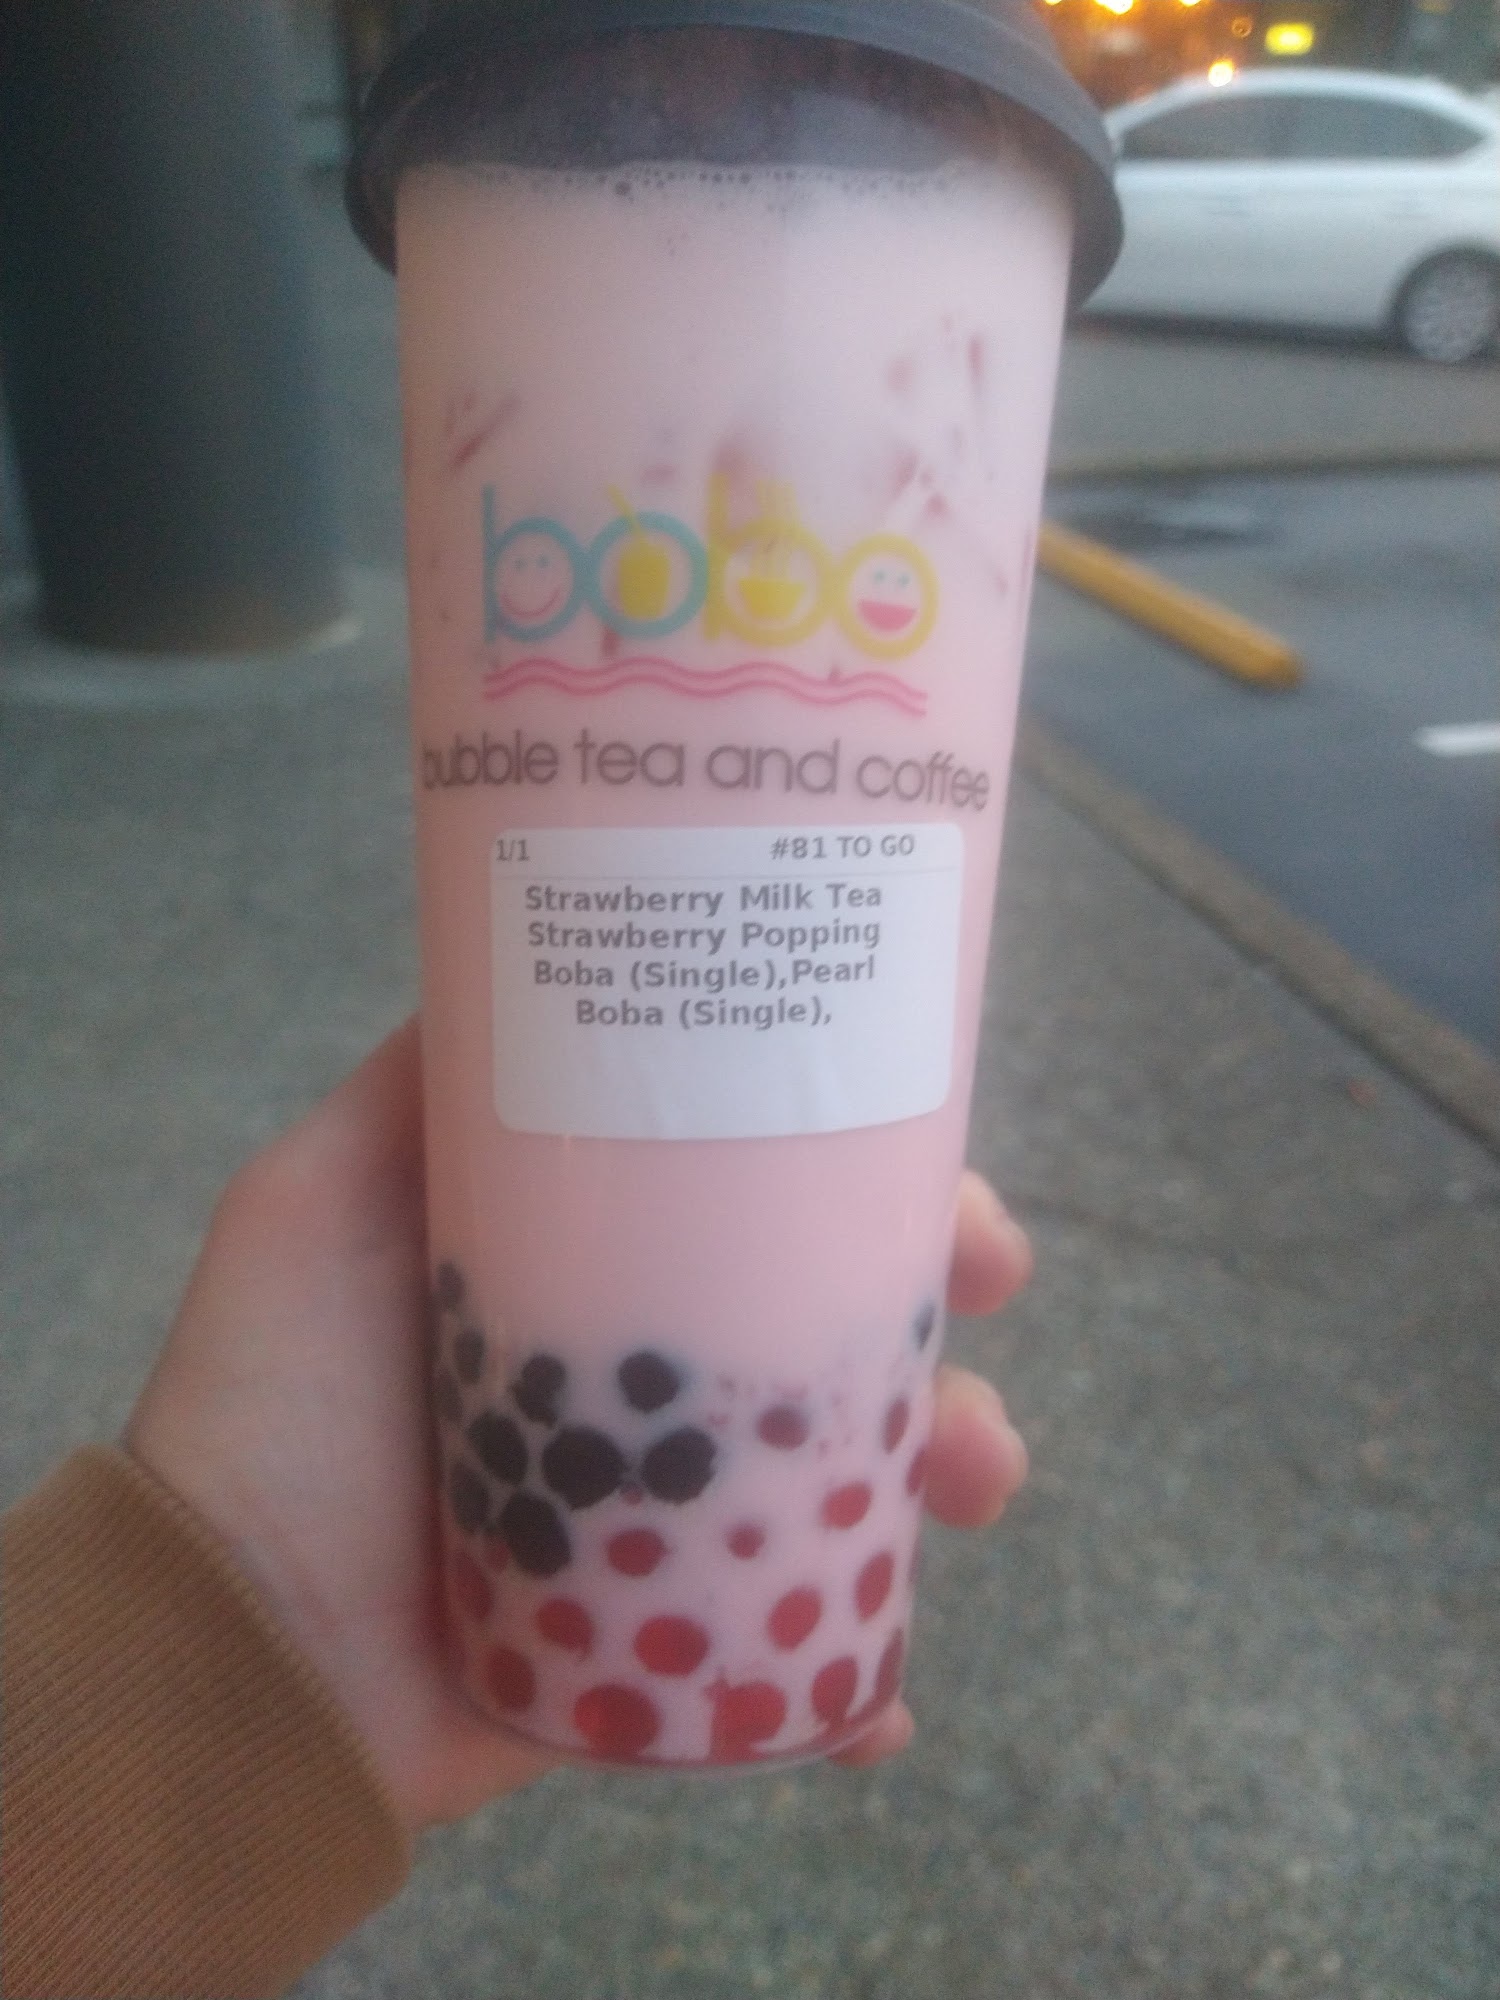 bobo
bubble tea and coffee
1/1 #81 TO GO
Strawberry Milk Tea
Strawberry Popping
Boba (Single),Pearl
Boba (Single),